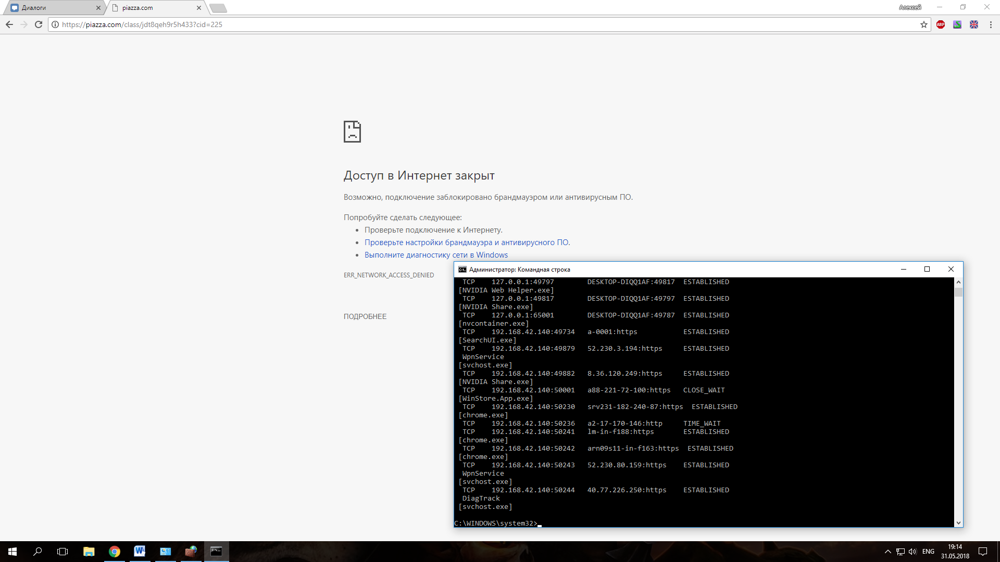 Диалоги
piazza.com
Алексей
https://piazza.com/class/jdt8qeh9r5h433?cid=225
ABP
Доступ в Интернет закрыт
Возможно, подключение заблокировано брандмауэром или антивирусным ПО.
Попробуйте сделать следующее:
Проверьте подключение к Интернету.
Проверьте настройки брандмауэра и антивирусного ПО.
Выполните диагностику сети в Windows
ERR_NETWORK_ACCESS_DENIED
ПОДРОБНЕЕ
Администратор: Командная строка
TCP 127.0.0.1:49797 DESKTOP-DIQQ1AF:49817 ESTABLISHED
[NVIDIA Web Helper.exe]
TCP 127.0.0.1:49817 DESKTOP-DIQQ1AF:49797 ESTABLISHED
[NVIDIA Share.exe]
TCP 127.0.0.1:65001 DESKTOP-DIQQ1AF:49787 ESTABLISHED
[nvcontainer.exe]
TCP 192.168.42.140:49734 a-0001:https ESTABLISHED
[SearchUI.exe]
TCP 192.168.42.140:49879 52.230.3.194:https ESTABLISHED
WpnService
[svchost.exe]
TCP 192.168.42.140:49882 8.36.120.249:https ESTABLISHED
[NVIDIA Share.exe]
TCP 192.168.42.140:50001 a88-221-72-100:https CLOSE_WAIT
[WinStore.App.exe]
TCP 192.168.42.140:50230 srv231-182-240-87:https ESTABLISHED
[chrome.exe]
TCP 192.168.42.140:50236 a2-17-170-146:http TIME_WAIT
TCP 192.168.42.140:50241 lm-in-f188:https ESTABLISHED
[chrome.exe]
TCP 192.168.42.140:50242 arn09s11-in-f163:https ESTABLISHED
[chrome.exe]
TCP 192.168.42.140:50243 52.230.80.159:https ESTABLISHED
WpnService
[svchost.exe]
TCP 192.168.42.140:50244 40.77.226.250:https ESTABLISHED
DiagTrack
[svchost.exe]
C:\WINDOWS\system32>
ENG
19:14
31.05.2018